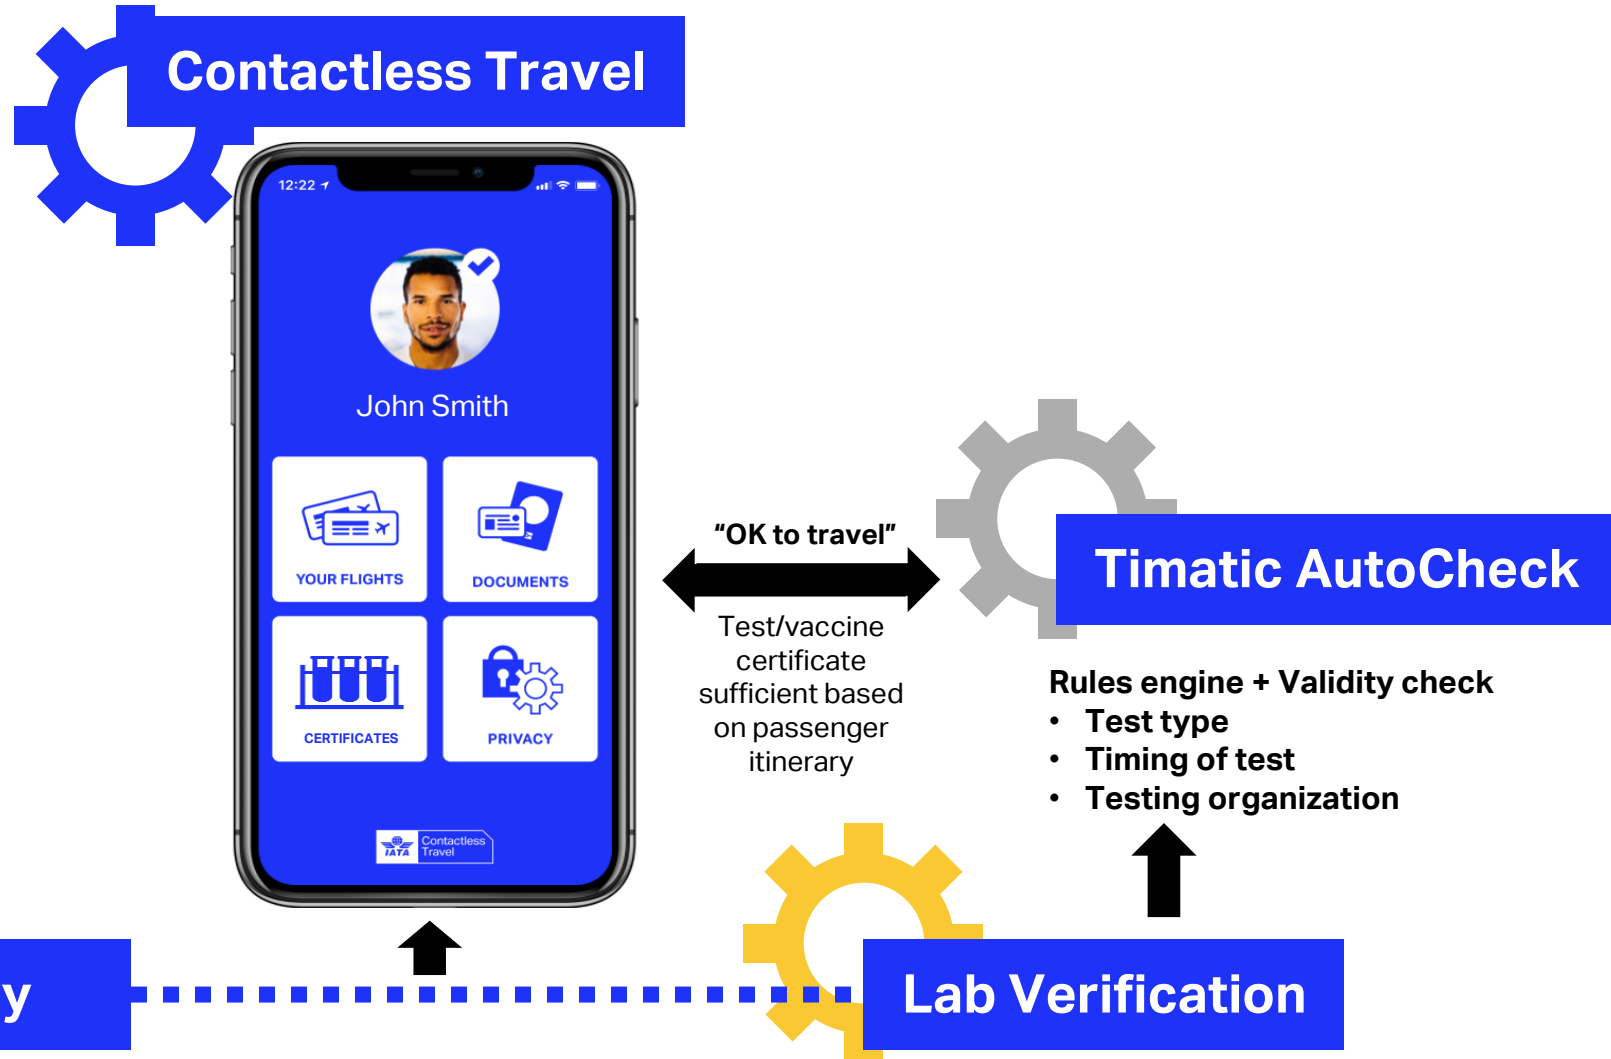 Contactless Travel
12:22
John Smith
YOUR FLIGHTS
DOCUMENTS
CERTIFICATES
PRIVACY
IATA
Contactless
Travel
“OK to travel”
Test/vaccine
certificate
sufficient based
on passenger
itinerary
Timatic AutoCheck
Rules engine + Validity check
• Test type
• Timing of test
• Testing organization
y
Lab Verification